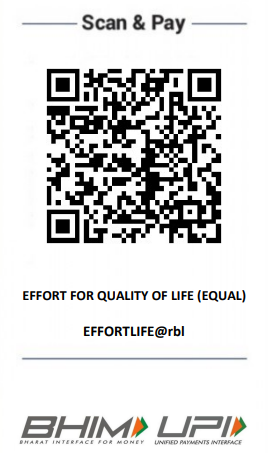 Scan & Pay
EFFORT FOR QUALITY OF LIFE (EQUAL)
EFFORTLIFE@rbl
BHIM UPI
BHARAT INTERFACE FOR MONEY UNIFIED PAYMENTS INTERFACE